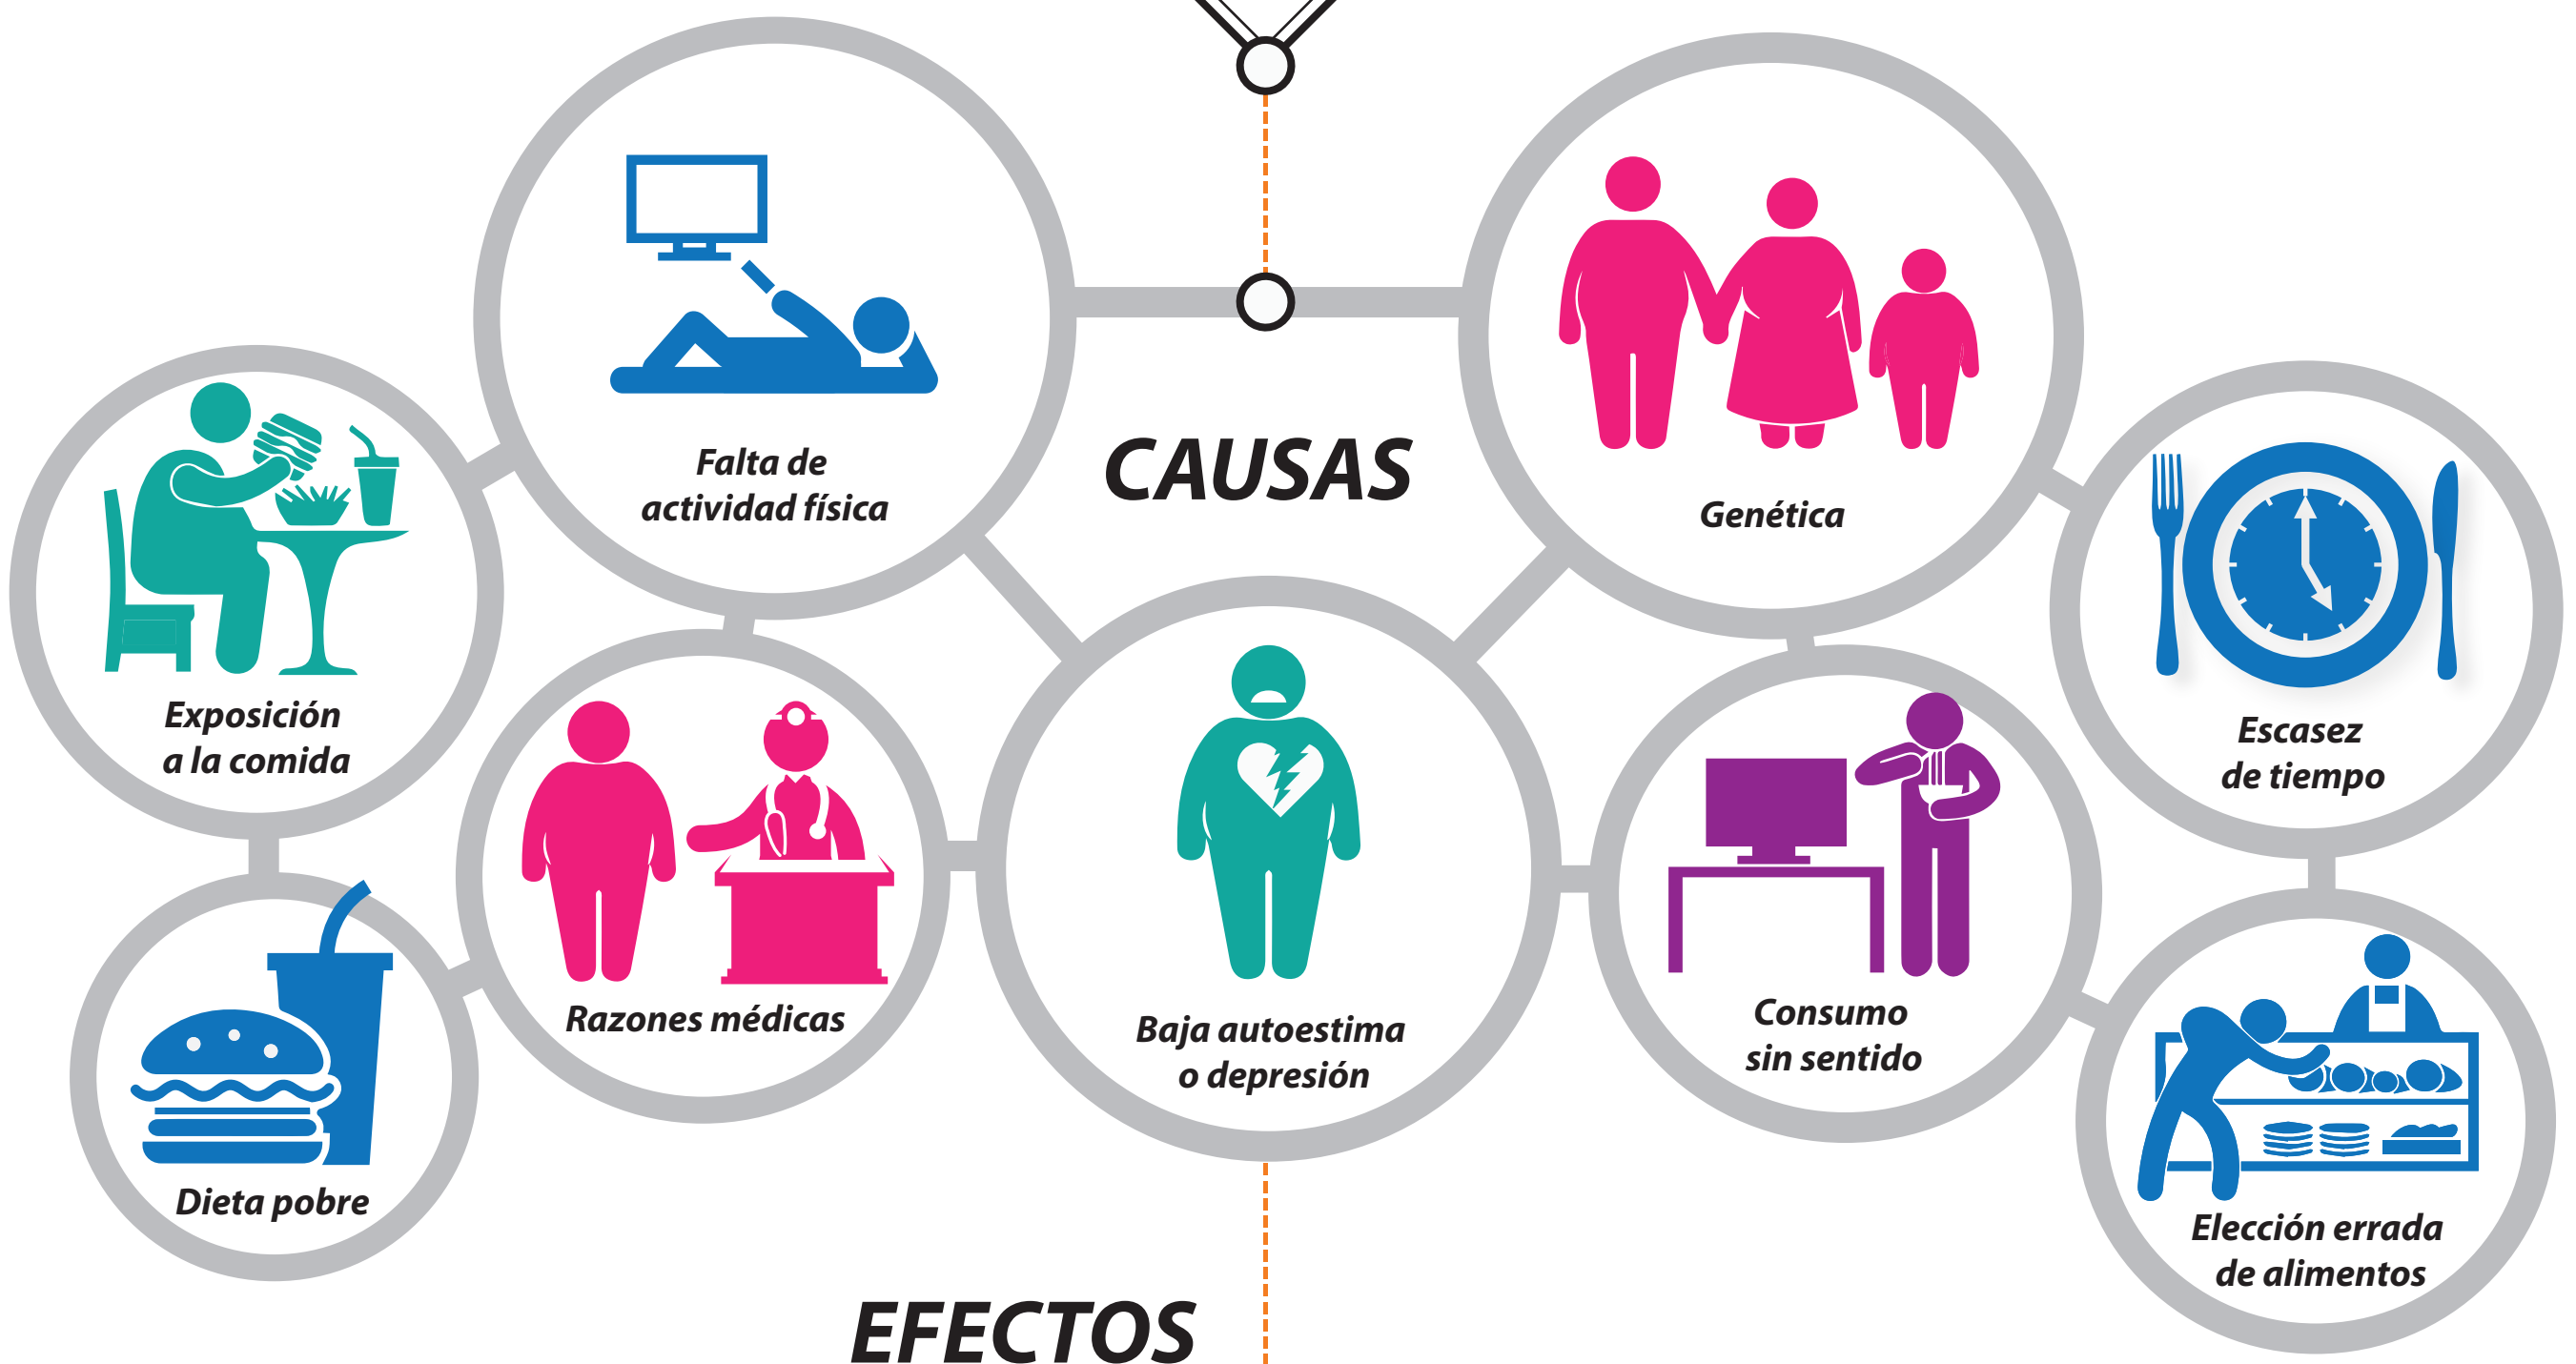 CAUSAS
Falta de
actividad física
Genética
Exposición
a la comida
Escasez
de tiempo
Razones médicas
Baja autoestima
o depresión
Consumo
sin sentido
Dieta pobre
Elección errada
de alimentos
EFECTOS